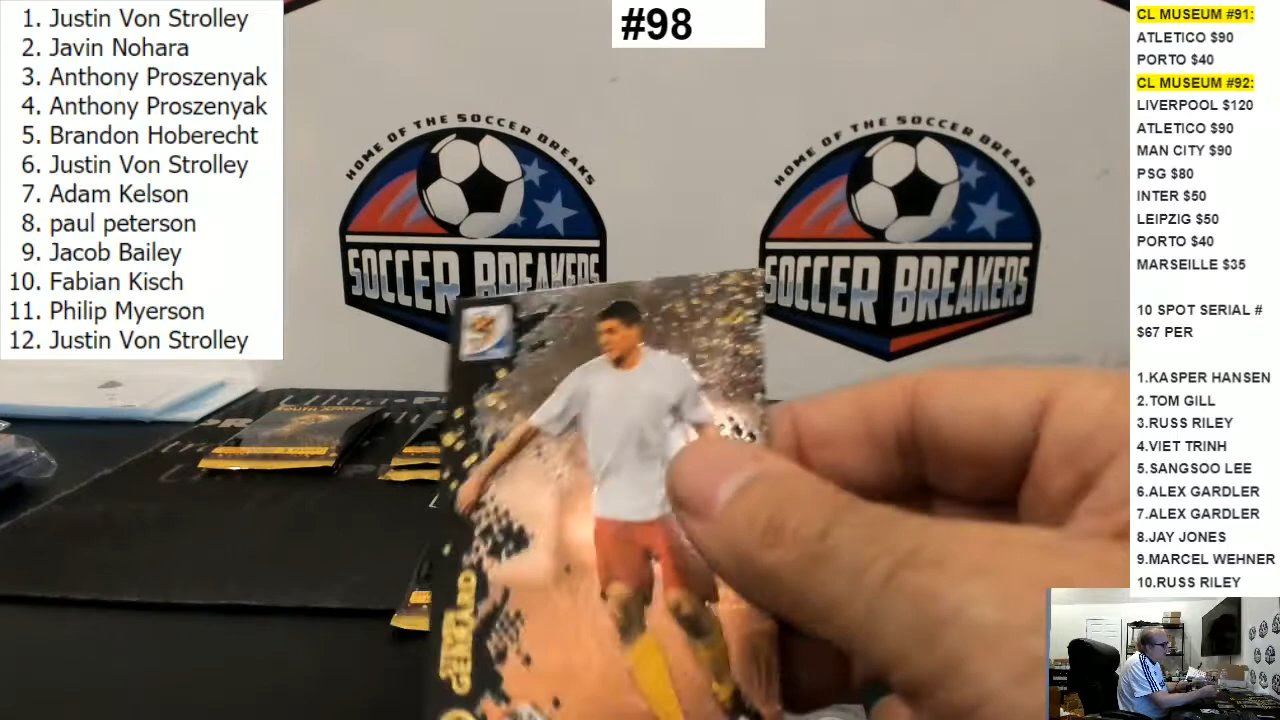 1. Justin Von Strolley
2. Javin Nohara
3. Anthony Proszenyak
4. Anthony Proszenyak
5. Brandon Hoberecht
6. Justin Von Strolley
7. Adam Kelson
8. paul peterson
9. Jacob Bailey
10. Fabian Kisch
11. Philip Myerson
12. Justin Von Strolley
#98
HOME OF THE SOCCER BREAKS
SOCCER BREAKERS
HOME OF THE SOCCER BREAKS
SOCCER BREAKERS
CL MUSEUM #91:
ATLETICO $90
PORTO $40
CL MUSEUM #92:
LIVERPOOL $120
ATLETICO $90
MAN CITY $90
PSG $80
INTER $50
LEIPZIG $50
PORTO $40
MARSEILLE $35
10 SPOT SERIAL #
$67 PER
1.KASPER HANSEN
2.TOM GILL
3.RUSS RILEY
4.VIET TRINH
5.SANGSOO LEE
6.ALEX GARDLER
7.ALEX GARDLER
8.JAY JONES
9.MARCEL WEHNER
10.RUSS RILEY